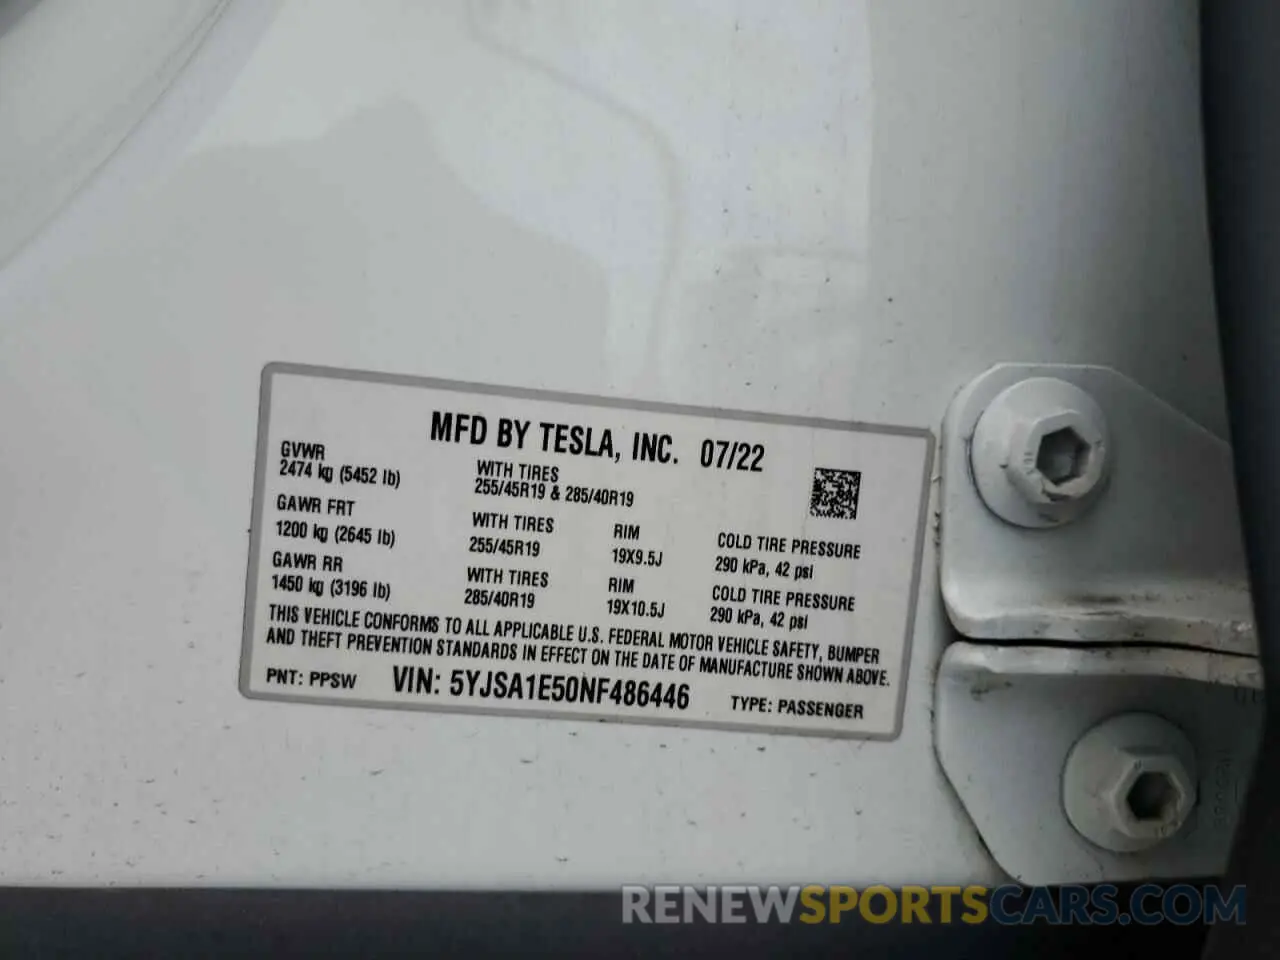 MFD BY TESLA, INC. 07/22
GVWR
2474 kg (5452 lb)
WITH TIRES
255/45R19 & 285/40R19
GAWR FRT
1200 kg (2645 lb)
WITH TIRES
255/45R19
RIM
19X9.5J
COLD TIRE PRESSURE
290 kPa, 42 psi
GAWR RR
1450 kg (3196 lb)
WITH TIRES
285/40R19
RIM
19X10.5J
COLD TIRE PRESSURE
290 kPa, 42 psi
THIS VEHICLE CONFORMS TO ALL APPLICABLE U.S. FEDERAL MOTOR VEHICLE SAFETY, BUMPER
AND THEFT PREVENTION STANDARDS IN EFFECT ON THE DATE OF MANUFACTURE SHOWN ABOVE.
PNT: PPSW VIN: 5YJSA1E50NF486446 TYPE: PASSENGER
RENEWSPORTSCARS.COM